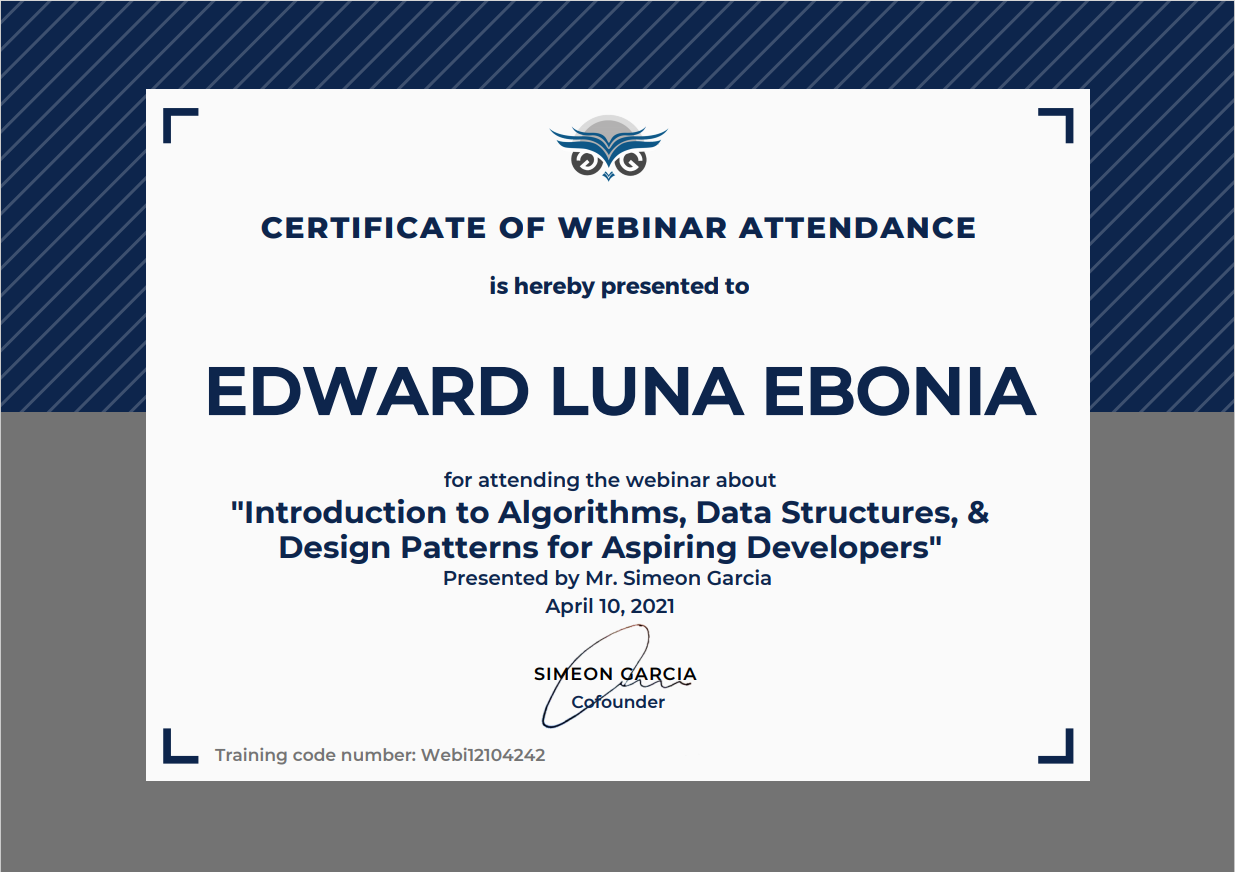 CERTIFICATE OF WEBINAR ATTENDANCE
is hereby presented to
EDWARD LUNA EBONIA
for attending the webinar about
"Introduction to Algorithms, Data Structures, &
Design Patterns for Aspiring Developers"
Presented by Mr. Simeon Garcia
April 10, 2021
SIMEON GARCIA
Cofounder
Training code number: Webi12104242